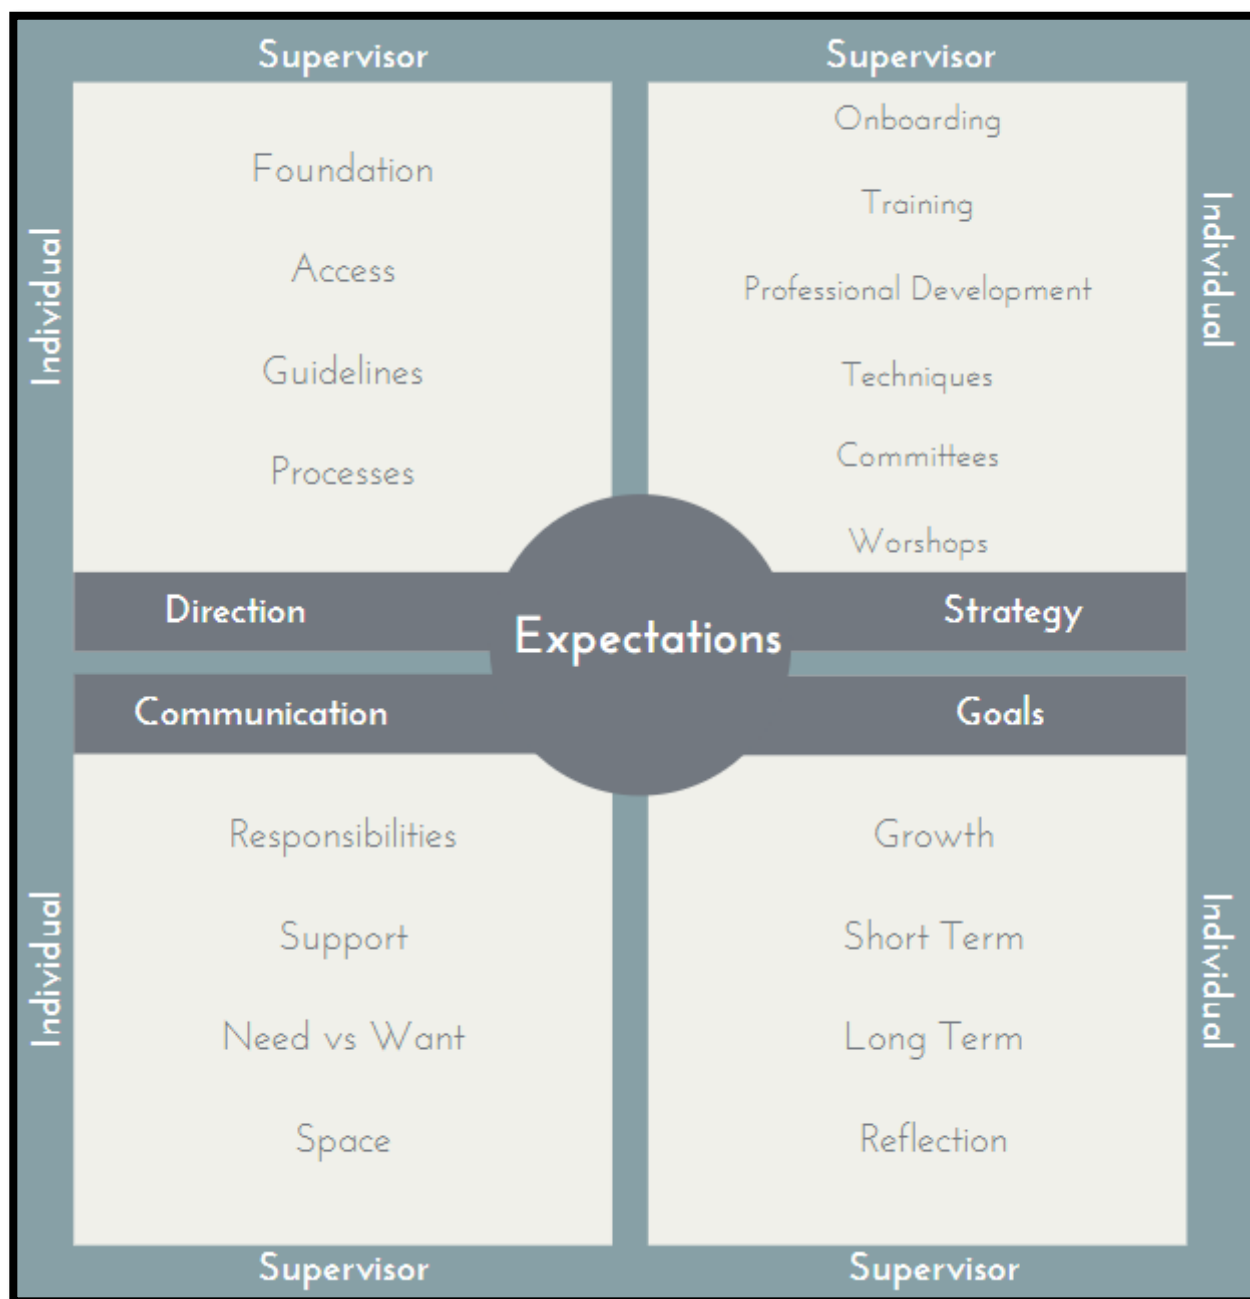 Supervisor
Supervisor
Individual
Foundation
Access
Guidelines
Processes
Direction
Onboarding
Training
Professional Development
Techniques
Committees
Worshops
Strategy
Individual
Expectations
Individual
Communication
Responsibilities
Support
Need vs Want
Space
Goals
Growth
Short Term
Long Term
Reflection
Individual
Supervisor
Supervisor